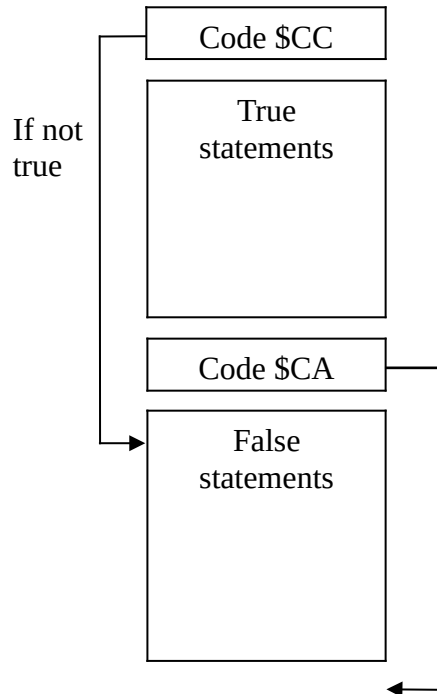 Code $CC
True
statements
If not
true
Code $CA
False
statements